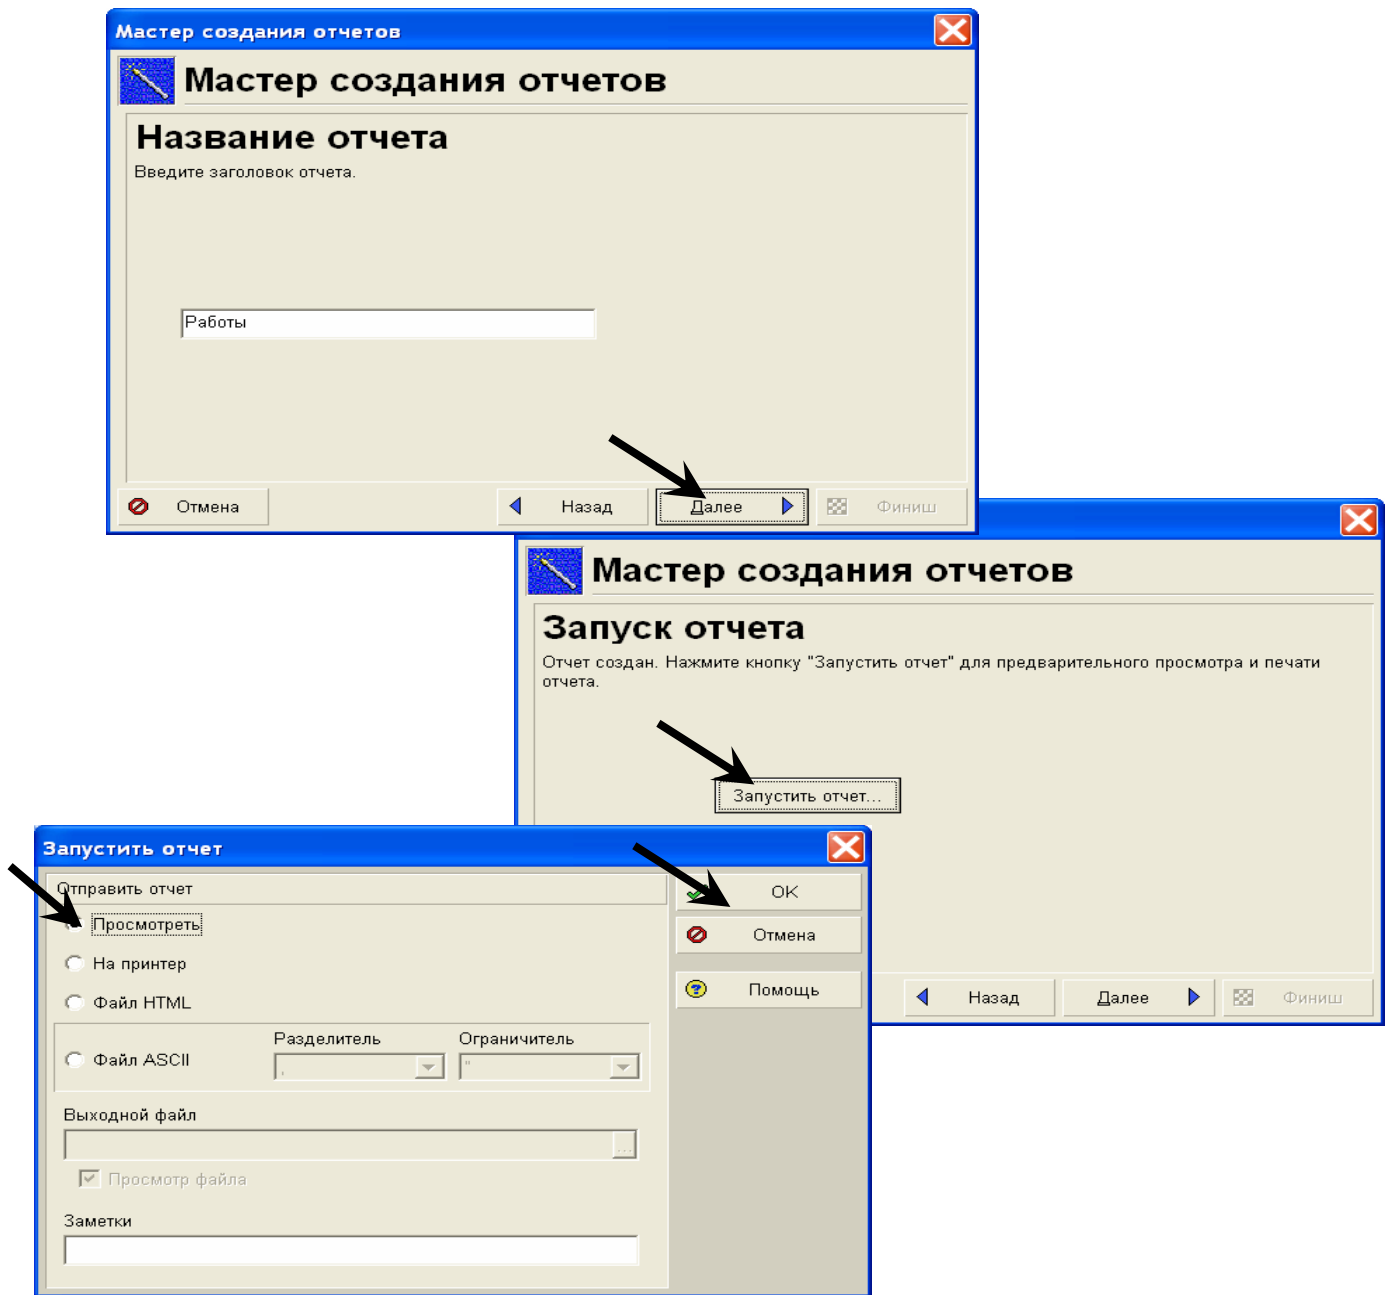 Мастер создания отчетов
Мастер создания отчетов
Название отчета
Введите заголовок отчета.
Работы
Отмена
Назад
Далее
Финиш
Мастер создания отчетов
Запуск отчета
Отчет создан. Нажмите кнопку "Запустить отчет" для предварительного просмотра и печати
отчета.
Запустить отчет...
Назад
Далее
Финиш
Запустить отчет
Отправить отчет
Просмотреть
На принтер
Файл HTML
Файл ASCII
Разделитель
,
Ограничитель
"
Выходной файл
...
Просмотр файла
Заметки
OK
Отмена
Помощь